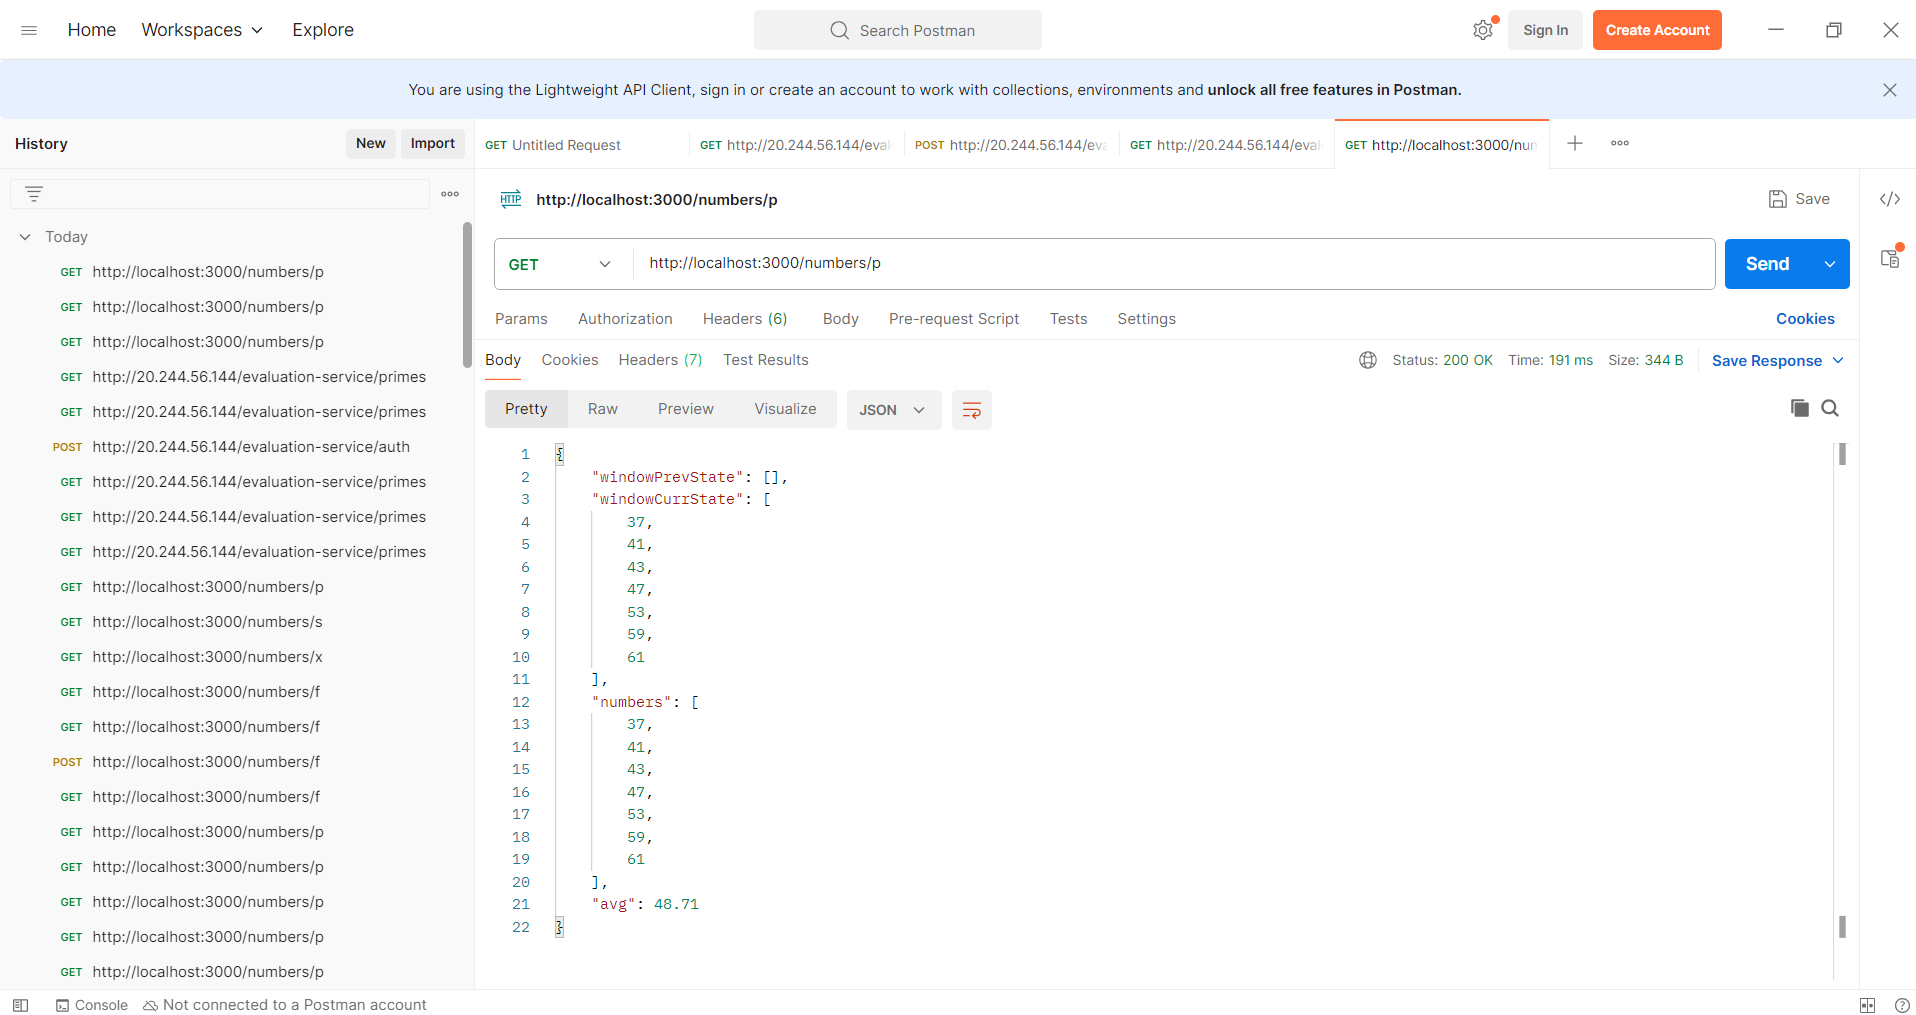 Home Workspaces Explore Search Postman Sign In Create Account
You are using the Lightweight API Client, sign in or create an account to work with collections, environments and unlock all free features in Postman.
History New Import
Today
GET http://localhost:3000/numbers/p
GET http://localhost:3000/numbers/p
GET http://localhost:3000/numbers/p
GET http://20.244.56.144/evaluation-service/primes
GET http://20.244.56.144/evaluation-service/primes
POST http://20.244.56.144/evaluation-service/auth
GET http://20.244.56.144/evaluation-service/primes
GET http://20.244.56.144/evaluation-service/primes
GET http://20.244.56.144/evaluation-service/primes
GET http://localhost:3000/numbers/p
GET http://localhost:3000/numbers/s
GET http://localhost:3000/numbers/x
GET http://localhost:3000/numbers/f
GET http://localhost:3000/numbers/f
POST http://localhost:3000/numbers/f
GET http://localhost:3000/numbers/f
GET http://localhost:3000/numbers/p
GET http://localhost:3000/numbers/p
GET http://localhost:3000/numbers/p
GET http://localhost:3000/numbers/p
GET http://localhost:3000/numbers/p
GET Untitled Request GET http://20.244.56.144/eval POST http://20.244.56.144/eva GET http://20.244.56.144/eval GET http://localhost:3000/num
HTTP http://localhost:3000/numbers/p Save
GET http://localhost:3000/numbers/p Send
Params Authorization Headers (6) Body Pre-request Script Tests Settings Cookies
Body Cookies Headers (7) Test Results Status: 200 OK Time: 191 ms Size: 344 B Save Response
Pretty Raw Preview Visualize JSON
1 {
2 "windowPrevState": [],
3 "windowCurrState": [
4 37,
5 41,
6 43,
7 47,
8 53,
9 59,
10 61
11 ],
12 "numbers": [
13 37,
14 41,
15 43,
16 47,
17 53,
18 59,
19 61
20 ],
21 "avg": 48.71
22 }
Console Not connected to a Postman account